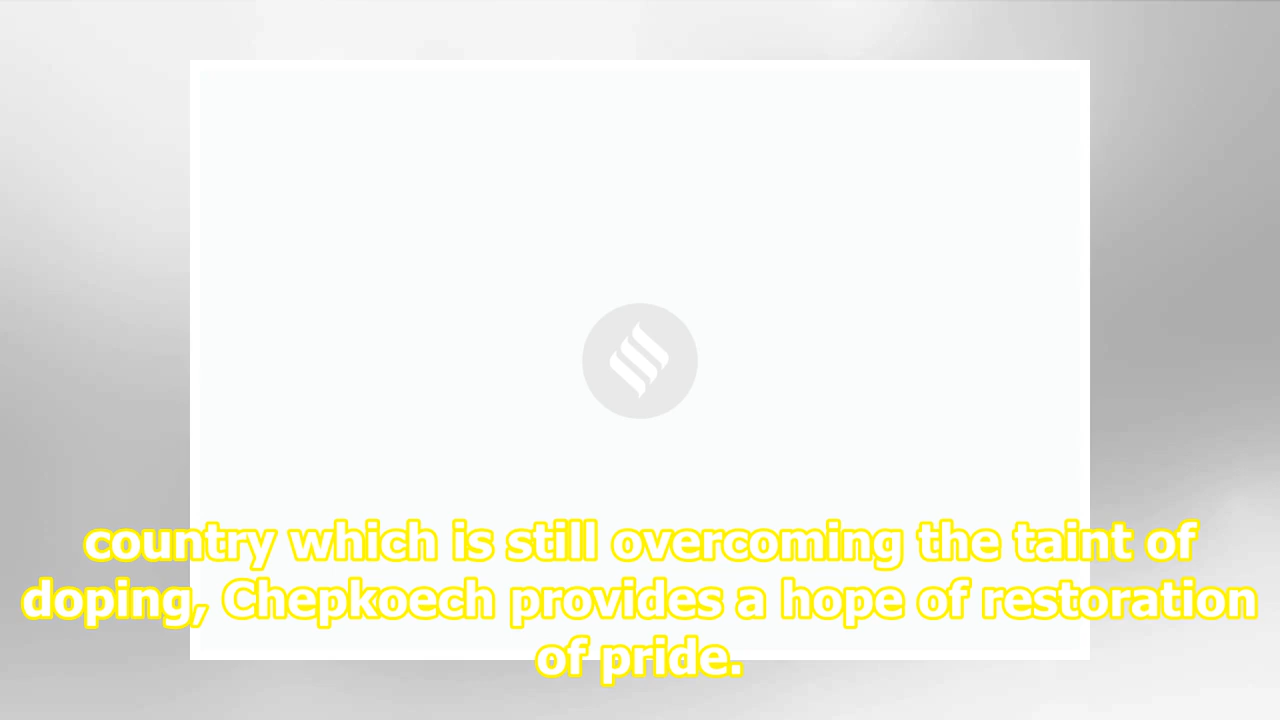 country which is still overcoming the taint of
doping, Chepkoech provides a hope of restoration
of pride.